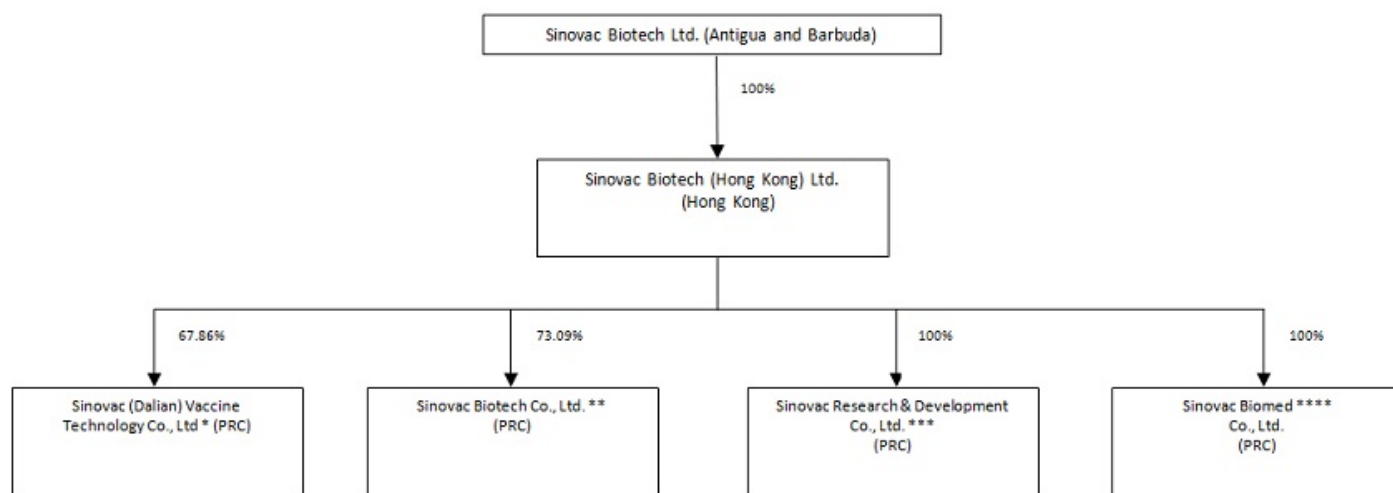 Sinovac Biotech Ltd. (Antigua and Barbuda)
100%
Sinovac Biotech (Hong Kong) Ltd.
(Hong Kong)
67.86%
73.09%
100%
100%
Sinovac (Dalian) Vaccine
Technology Co., Ltd * (PRC)
Sinovac Biotech Co., Ltd. **
(PRC)
Sinovac Research & Development
Co., Ltd. ***
(PRC)
Sinovac Biomed ****
Co., Ltd.
(PRC)